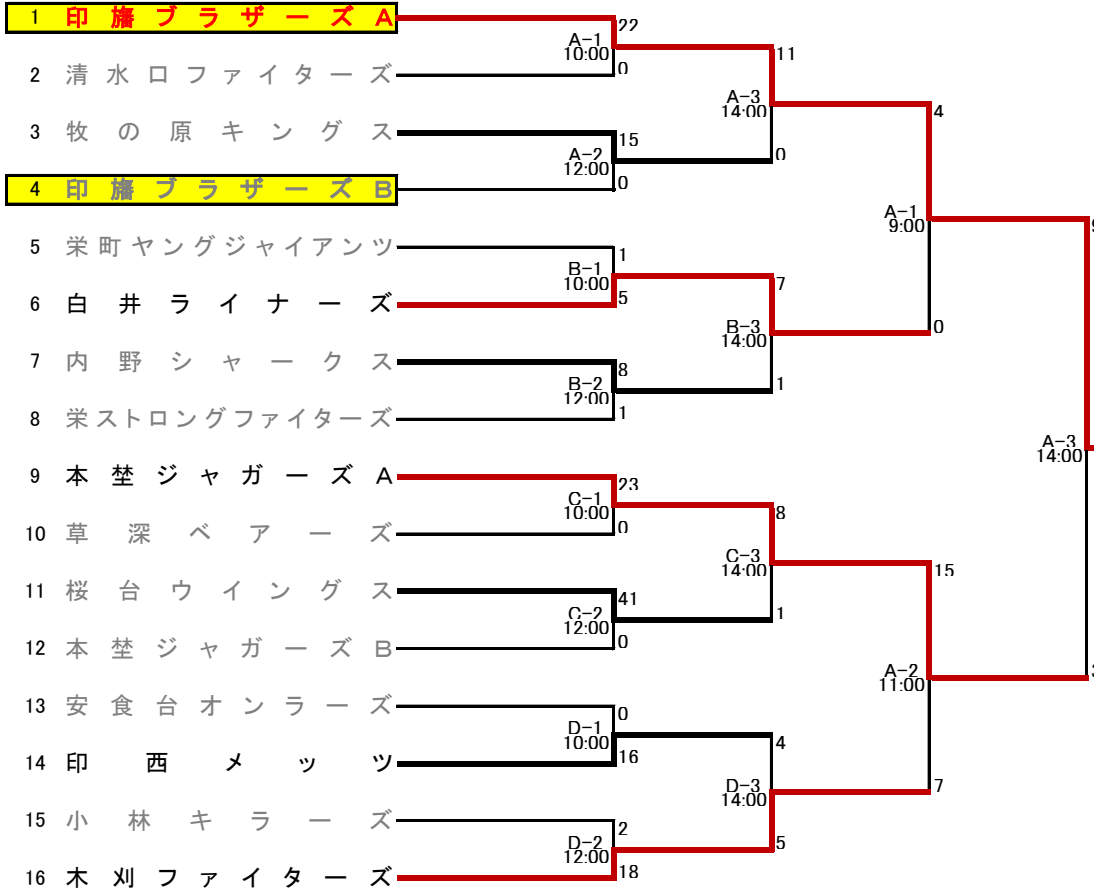 1 印旛ブラザーズA
22
A-1
10:00
11
2 清水口ファイターズ
0
A-3
14:00
4
3 牧の原キングス
15
A-2
12:00
0
4 印旛ブラザーズB
0
A-1
9:00
9
5 栄町ヤングジャイアンツ
1
B-1
10:00
7
6 白井ライナーズ
5
B-3
14:00
0
7 内野シャークス
8
B-2
12:00
1
8 栄ストロングファイターズ
1
A-3
14:00
9 本埜ジャガーズA
23
C-1
10:00
8
10 草深ベアーズ
0
C-3
14:00
15
11 桜台ウイングス
41
C-2
12:00
1
12 本埜ジャガーズB
0
A-2
11:00
3
13 安食台オンラーズ
0
D-1
10:00
4
14 印西メッツ
16
D-3
14:00
7
15 小林キラーズ
2
D-2
12:00
5
16 木刈ファイターズ
18